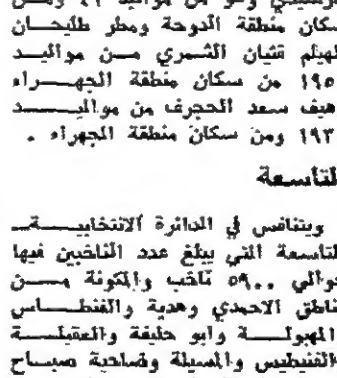 سكان منطقة الدوحة ومطر طليحان
لهيلم ثنيان الشمري من مواليد
١٩٥ من سكان منطقة الجهراء
هيف سعد الحجرف من مواليد
١٩٣ ومن سكان منطقة الجهراء .
لتاسعة
ويتنافس في الدائرة الانتخابية
لتاسعة التي يبلغ عدد الناخبين فيها
والي ٥٩٠٠ ناخب والمكونة من
ناطق الاحمدي وهدية والفنطاس
المهبولة وابو حليفة والعقيلة
الفنيطيس والمسيلة وضاحية صباح